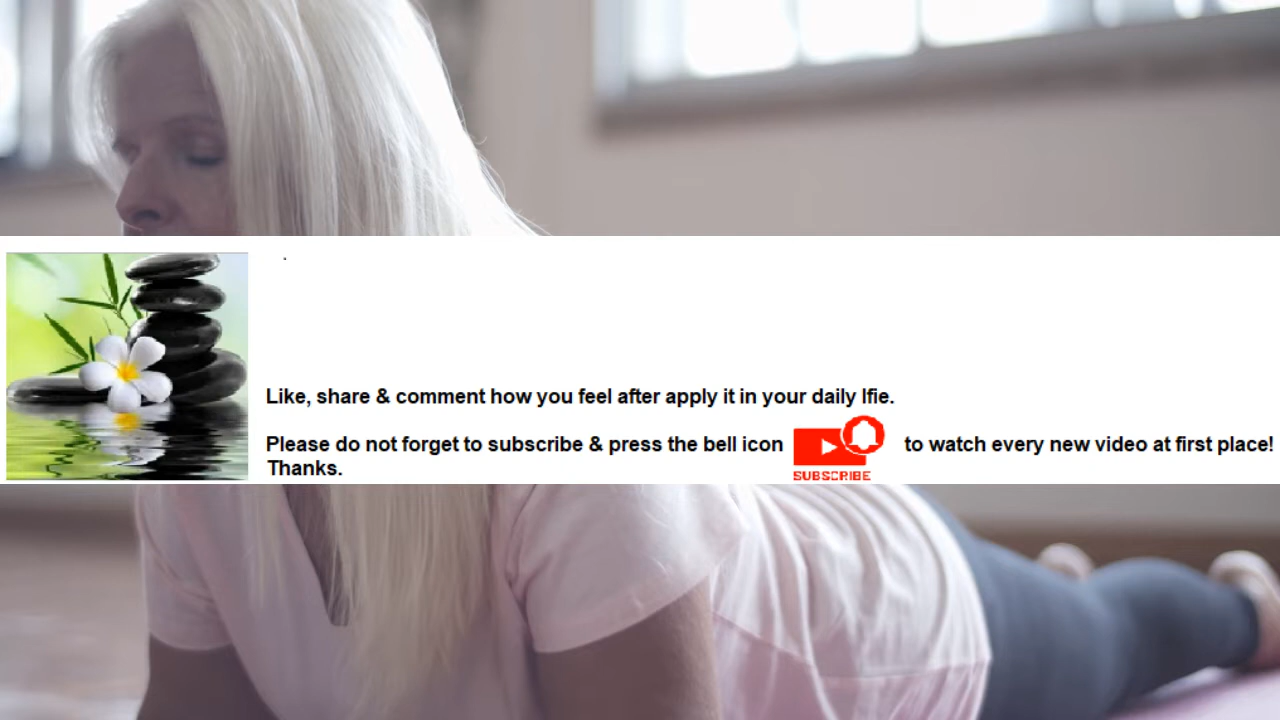 Like, share & comment how you feel after apply it in your daily lfie.
Please do not forget to subscribe & press the bell icon SUBSCRIBE to watch every new video at first place!
Thanks.